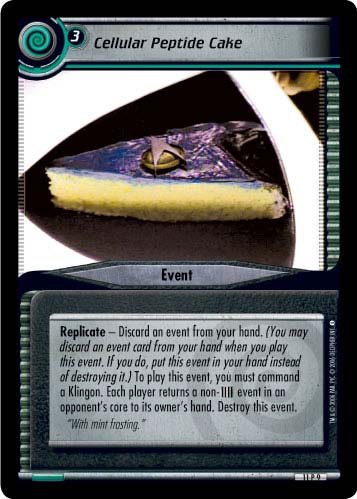 3 Cellular Peptide Cake
Event
Replicate – Discard an event from your hand. (You may
discard an event card from your hand when you play
this event. If you do, put this event in your hand instead
of destroying it.) To play this event, you must command
a Klingon. Each player returns a non- event in an
opponent's core to its owner's hand. Destroy this event.
"With mint frosting."
11 P 9